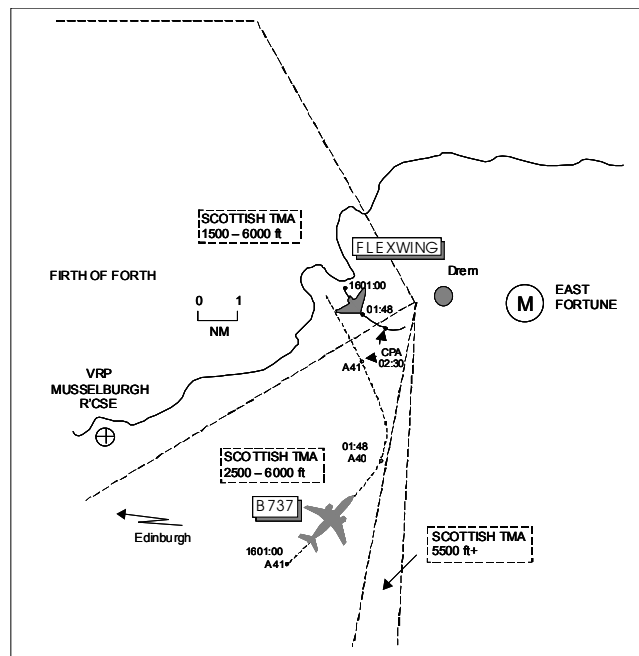 SCOTTISH TMA
1500 – 6000 ft
FLEXWING
Drem
FIRTH OF FORTH
1601:00
M
EAST
FORTUNE
0 1
NM
01:48
CPA
02:30
A41
VRP
MUSSELBURGH
R'CSE
01:48
A40
SCOTTISH TMA
2500 – 6000 ft
B737
Edinburgh
SCOTTISH TMA
5500 ft+
1601:00
A41